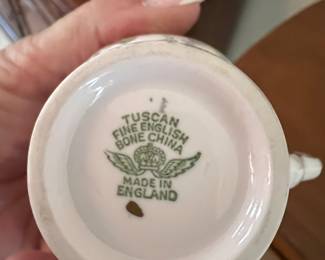 TUSCAN
FINE ENGLISH
BONE CHINA
MADE IN
ENGLAND